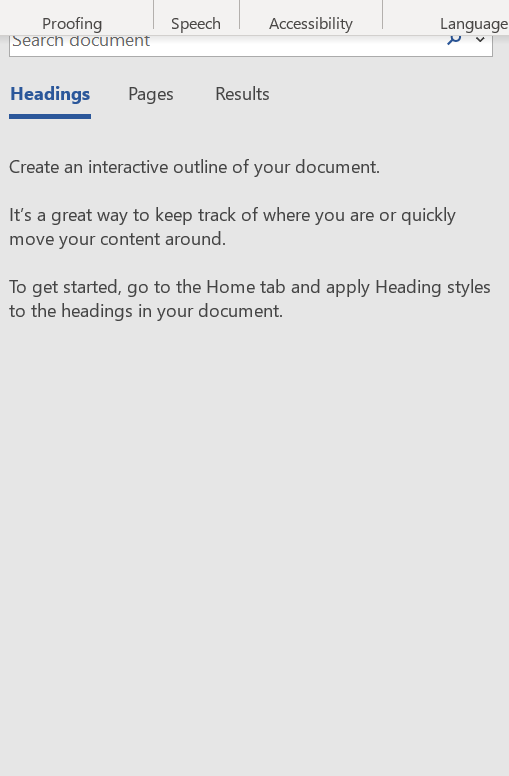 Proofing Speech Accessibility Language
Search document
Headings Pages Results
Create an interactive outline of your document.
It's a great way to keep track of where you are or quickly
move your content around.
To get started, go to the Home tab and apply Heading styles
to the headings in your document.